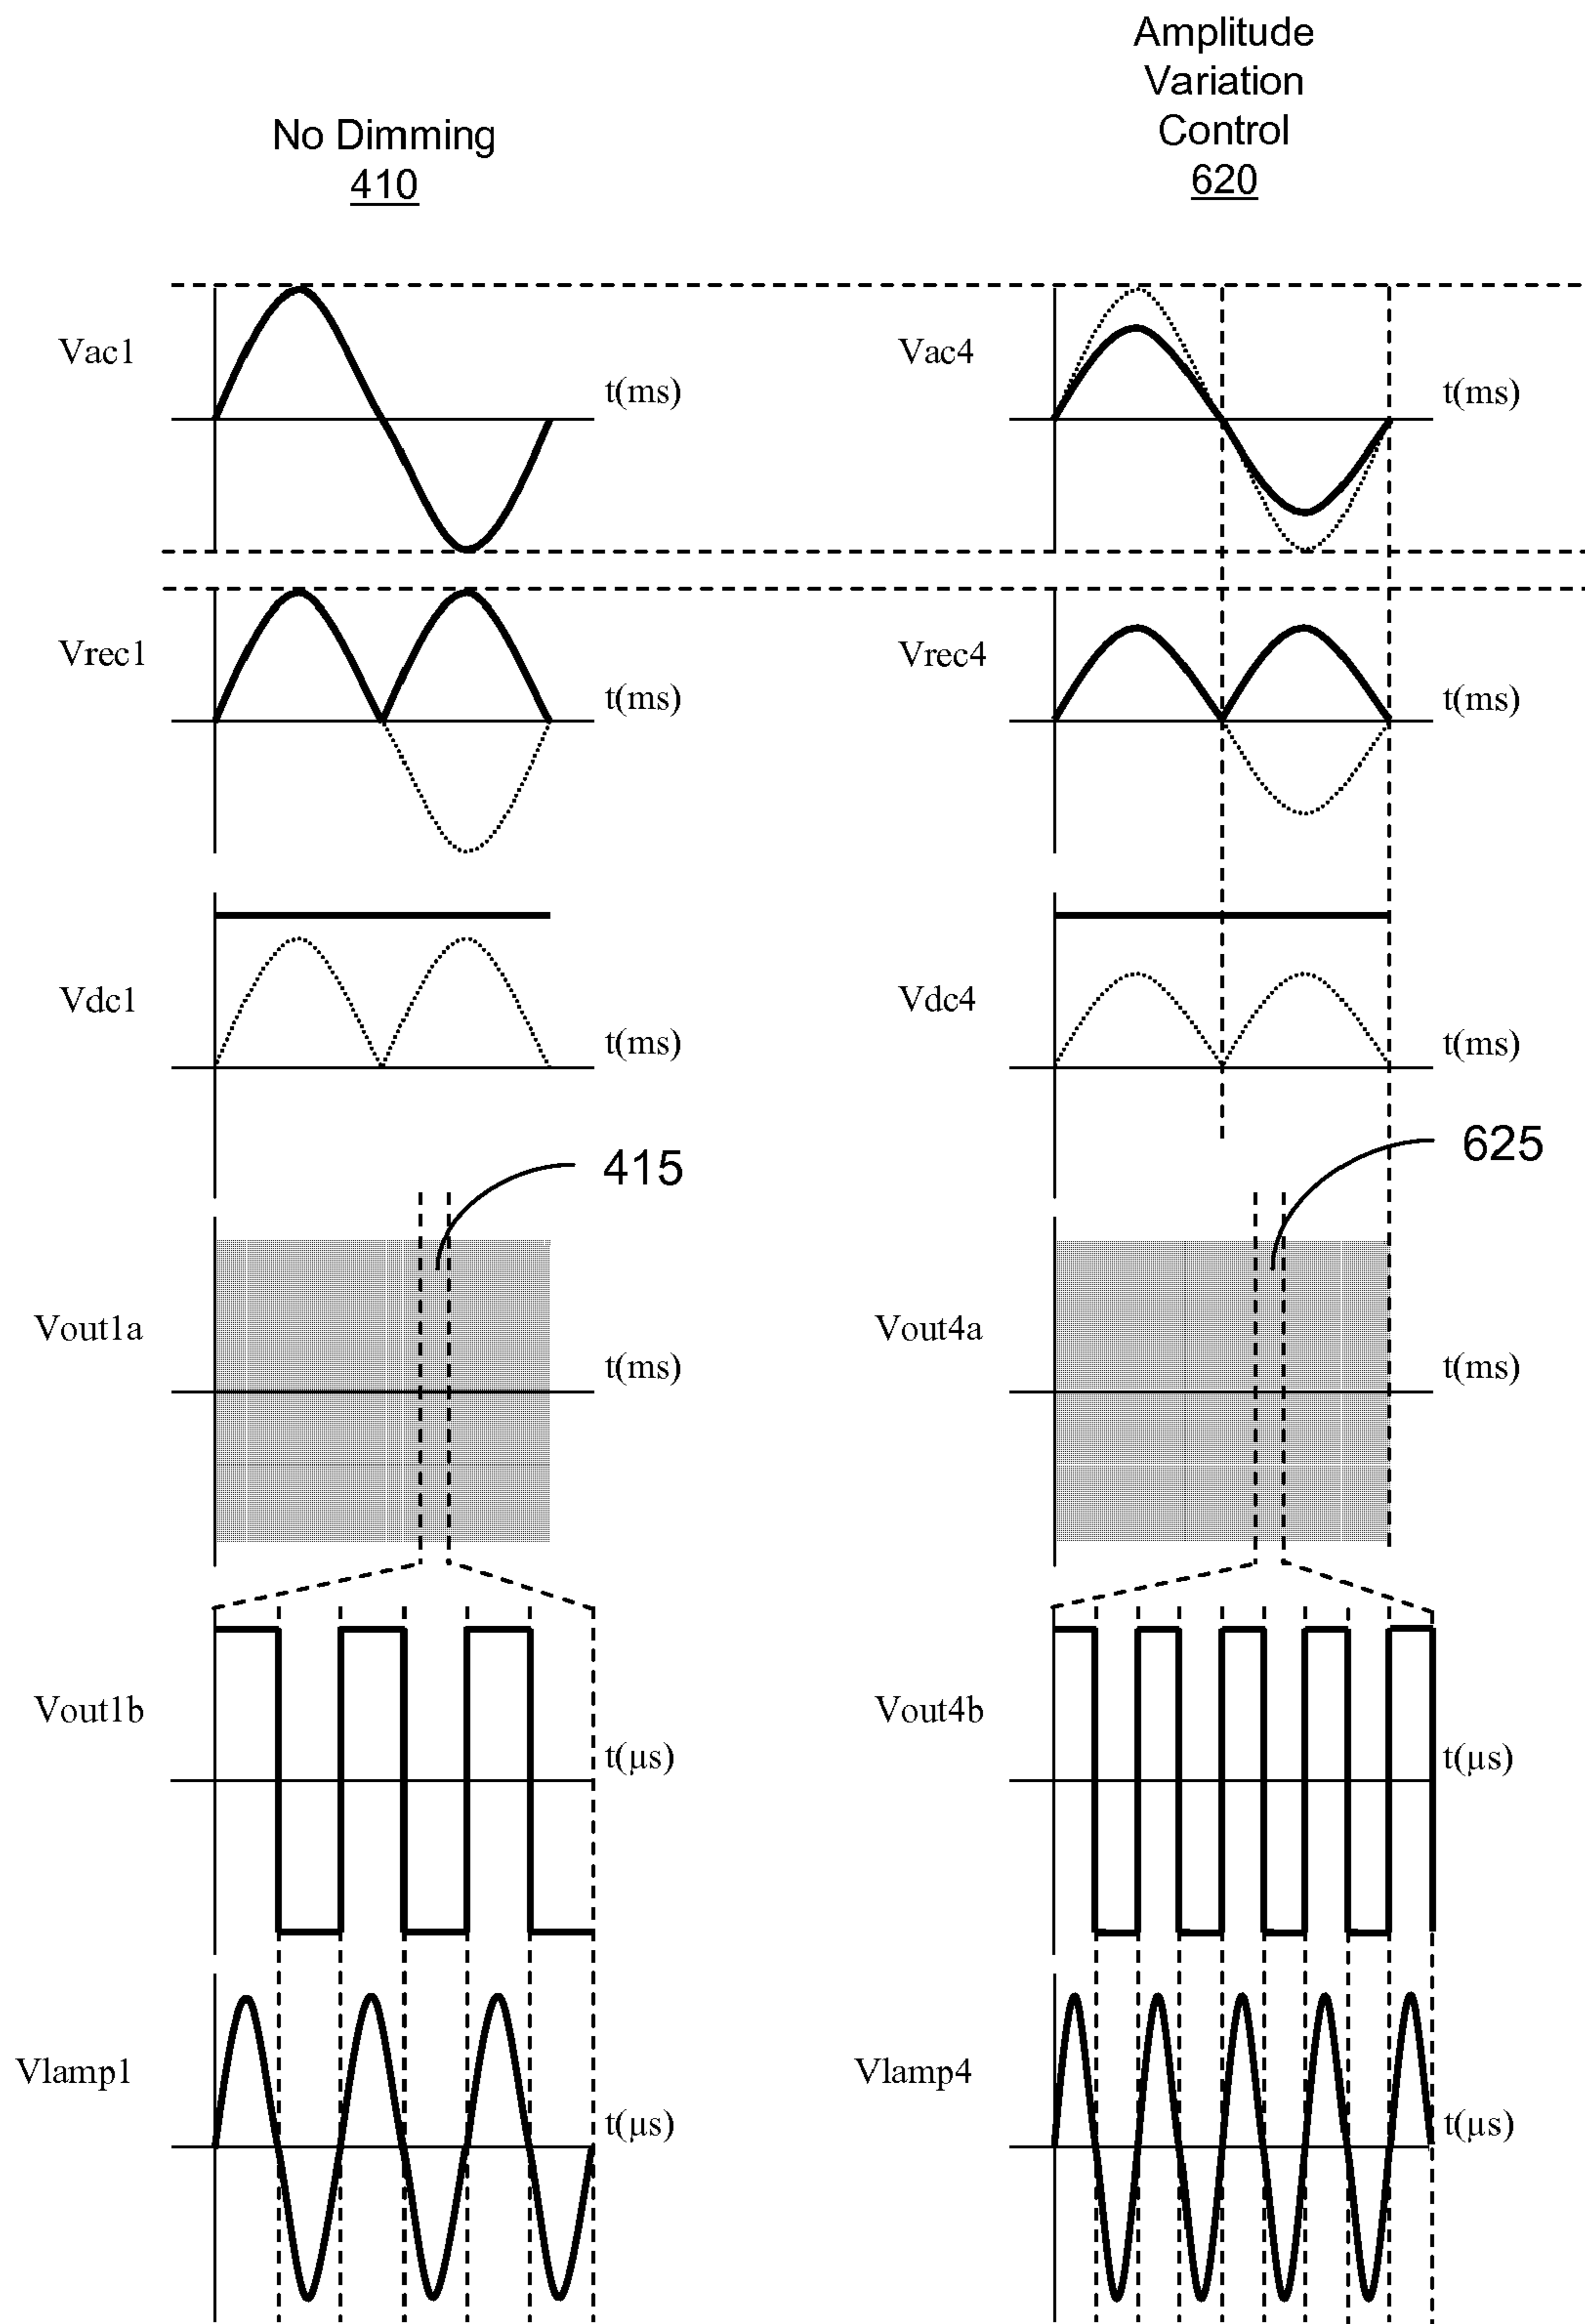 Amplitude
Variation
Control
620
No Dimming
410
Vac1
t(ms)
Vac4
t(ms)
Vrec1
t(ms)
Vrec4
t(ms)
Vdc1
t(ms)
Vdc4
t(ms)
415
625
Vout1a
t(ms)
Vout4a
t(ms)
Vout1b
t(μs)
Vout4b
t(μs)
Vlamp1
t(μs)
Vlamp4
t(μs)